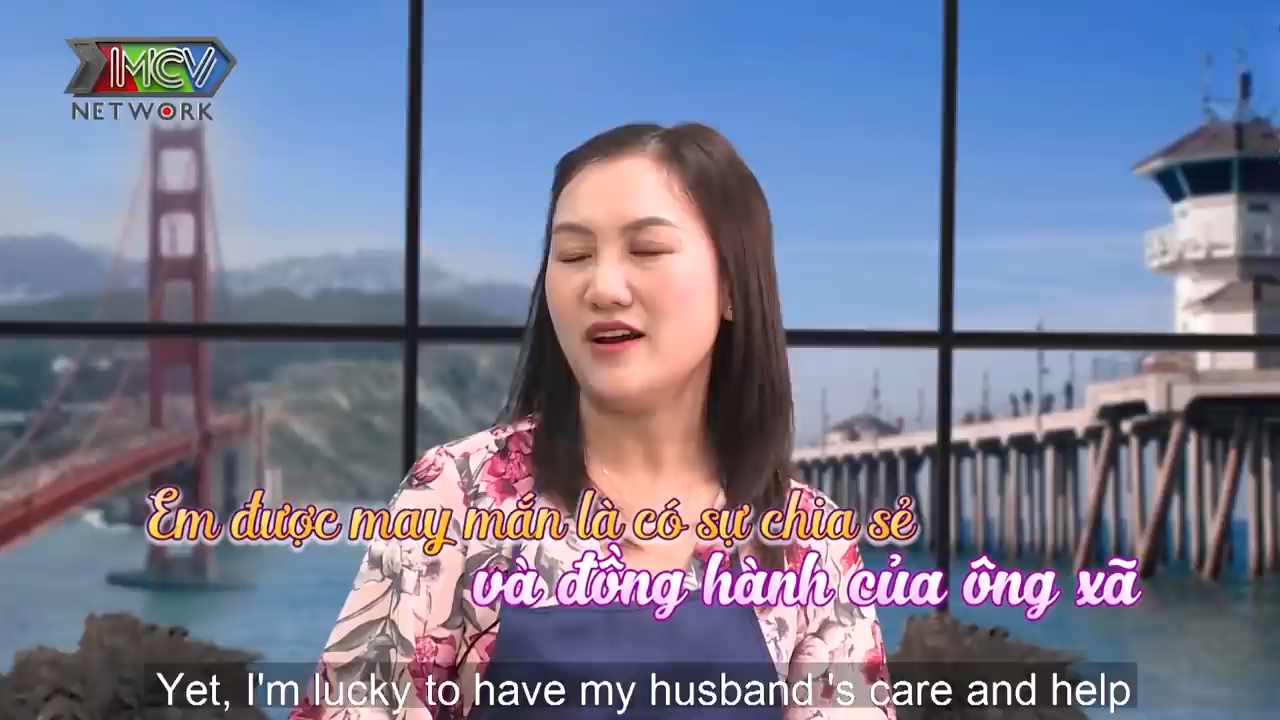 MCV
NETWORK
Em được may mắn là có sự chia sẻ
và đồng hành của ông xã
Yet, I'm lucky to have my husband 's care and help